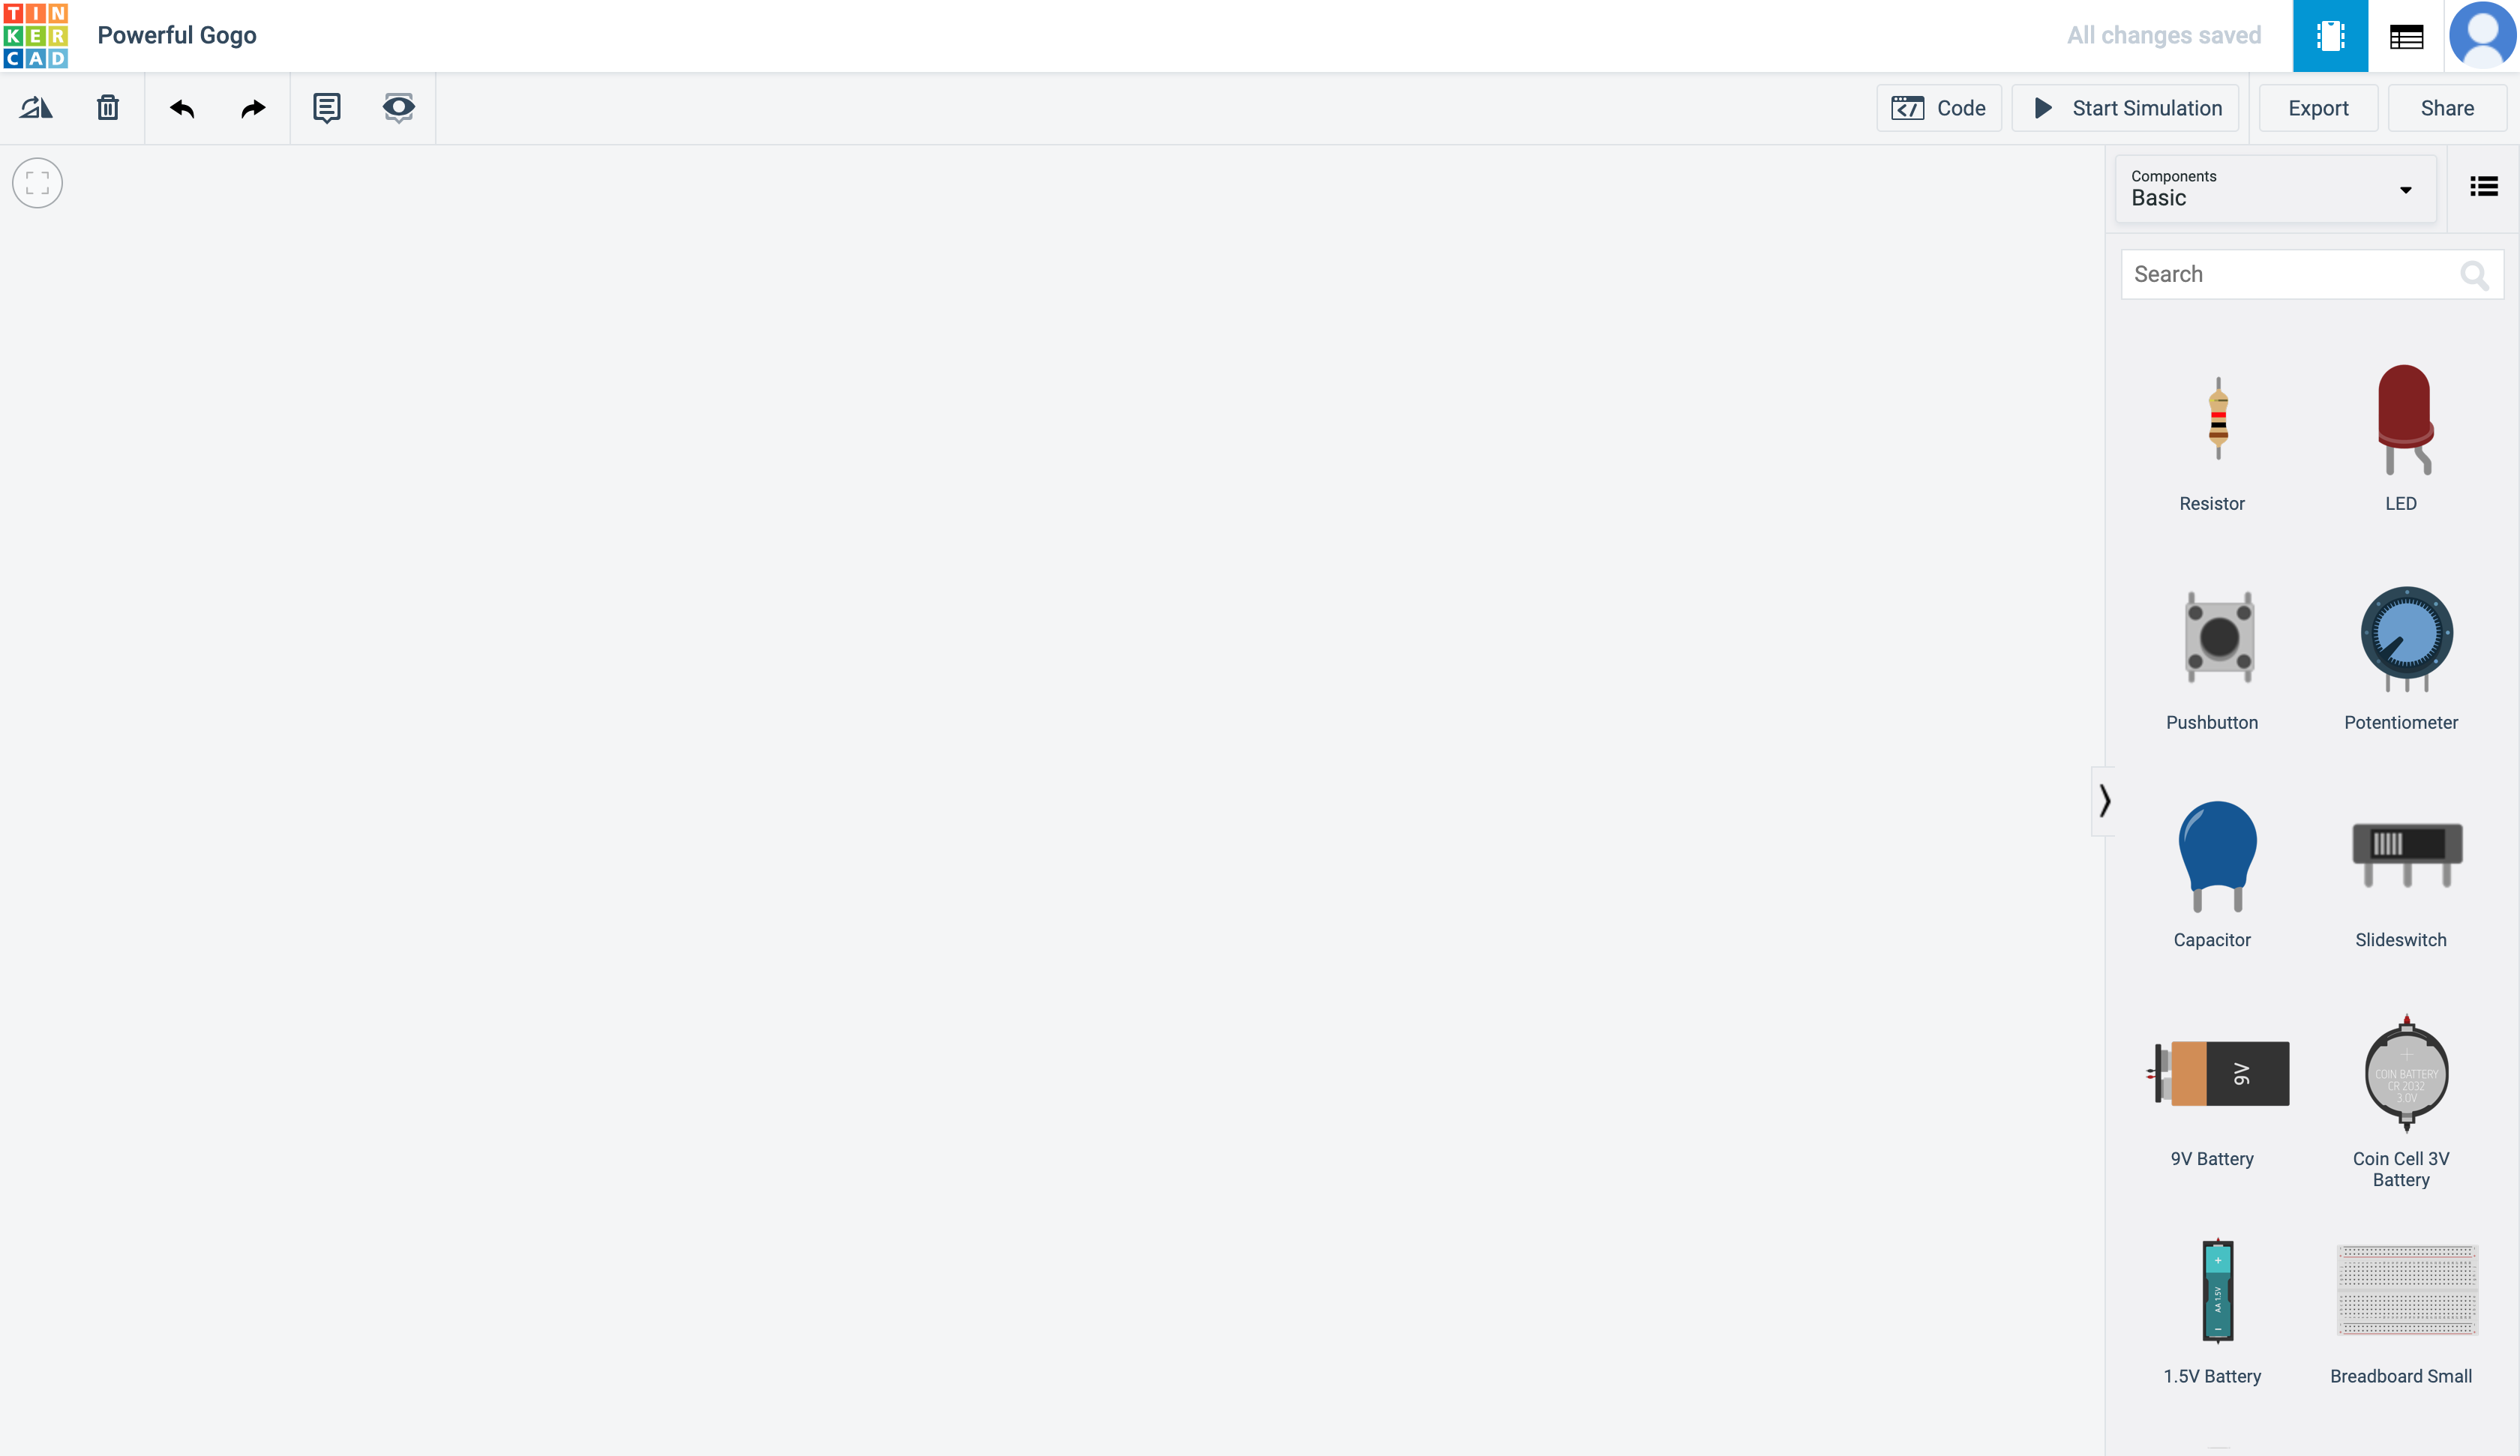 TIN
KER
CAD
Powerful Gogo
All changes saved
Code
Start Simulation
Export
Share
Components
Basic
Search
Resistor
LED
Pushbutton
Potentiometer
Capacitor
Slideswitch
9V
+
COIN BATTERY
CR 2032
3.0V
9V Battery
Coin Cell 3V
Battery
+
AA 1.5V
–
1.5V Battery
Breadboard Small